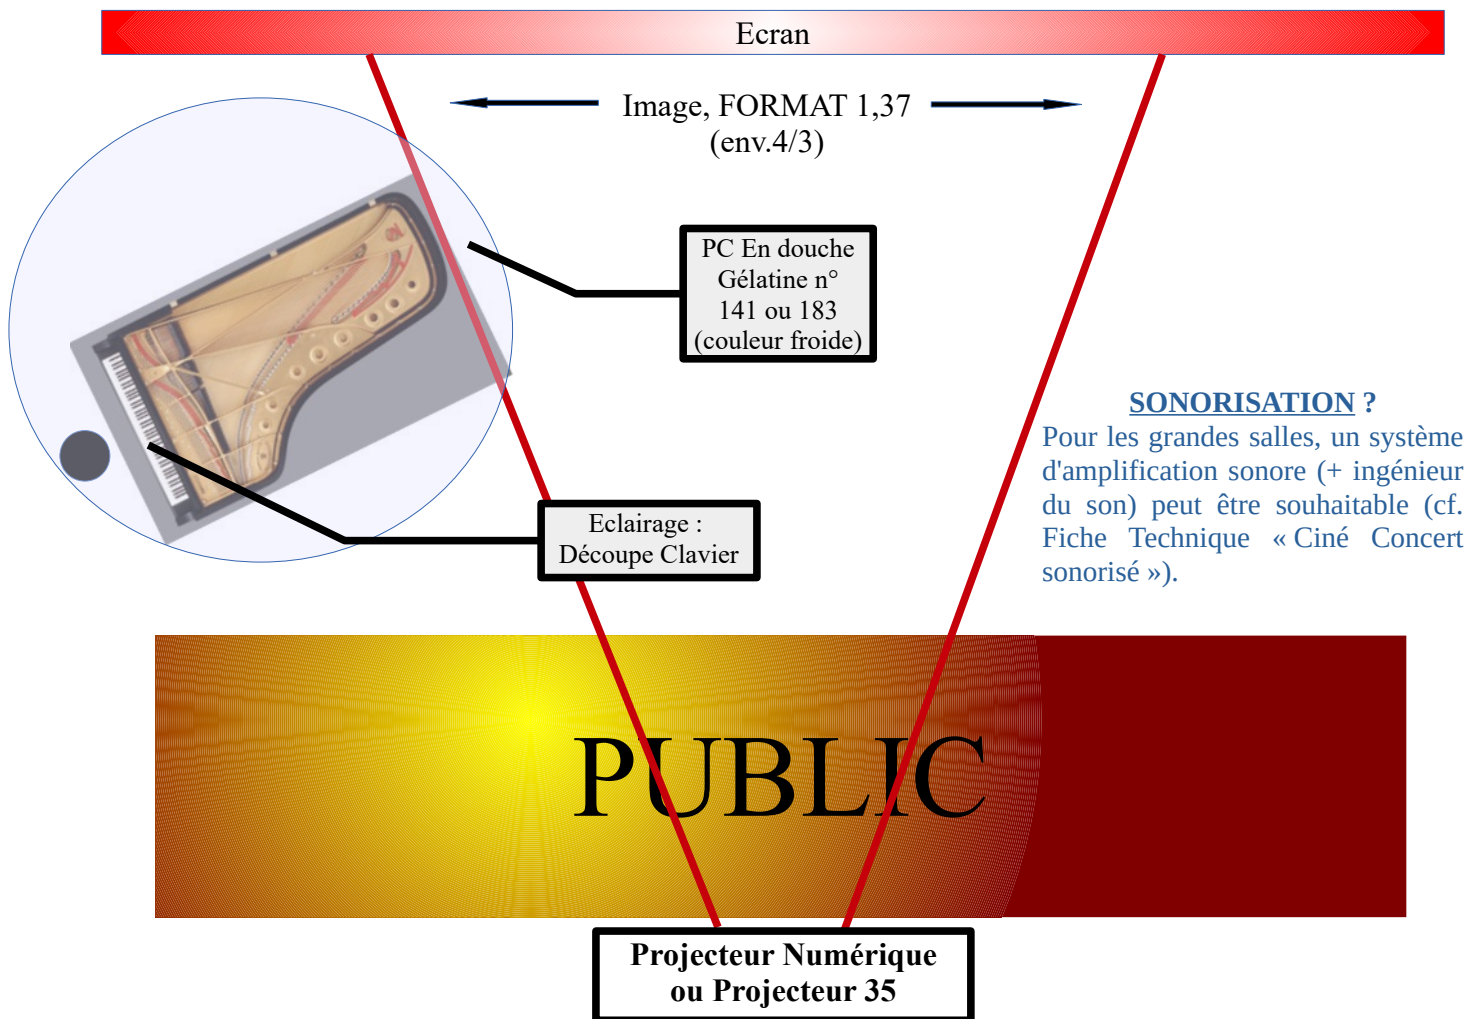 Ecran
Image, FORMAT 1,37
(env.4/3)
PC En douche
Gélatine n°
141 ou 183
(couleur froide)
SONORISATION ?
Pour les grandes salles, un système
d'amplification sonore (+ ingénieur
du son) peut être souhaitable (cf.
Fiche Technique « Ciné Concert
sonorisé »).
Eclairage :
Découpe Clavier
PUBLIC
Projecteur Numérique
ou Projecteur 35